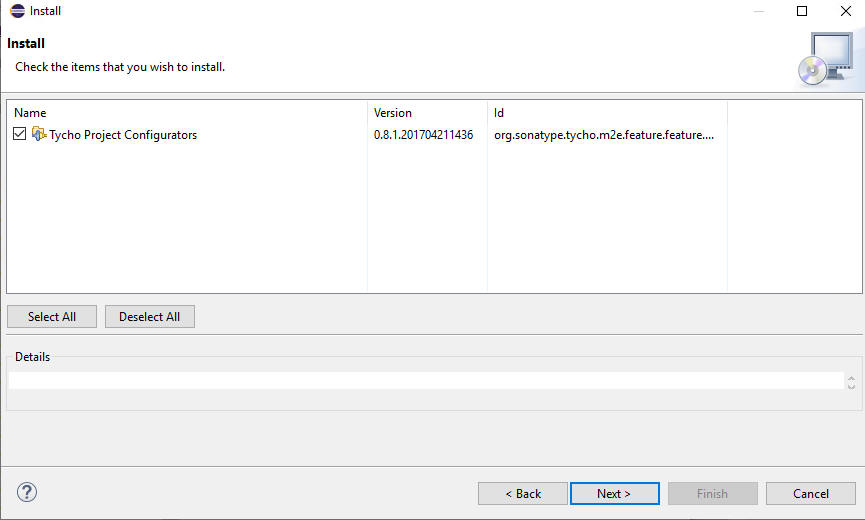 Install
Install
Check the items that you wish to install.
Name Version Id
Tycho Project Configurators 0.8.1.201704211436 org.sonatype.tycho.m2e.feature.feature....
Select All Deselect All
Details
? < Back Next > Finish Cancel